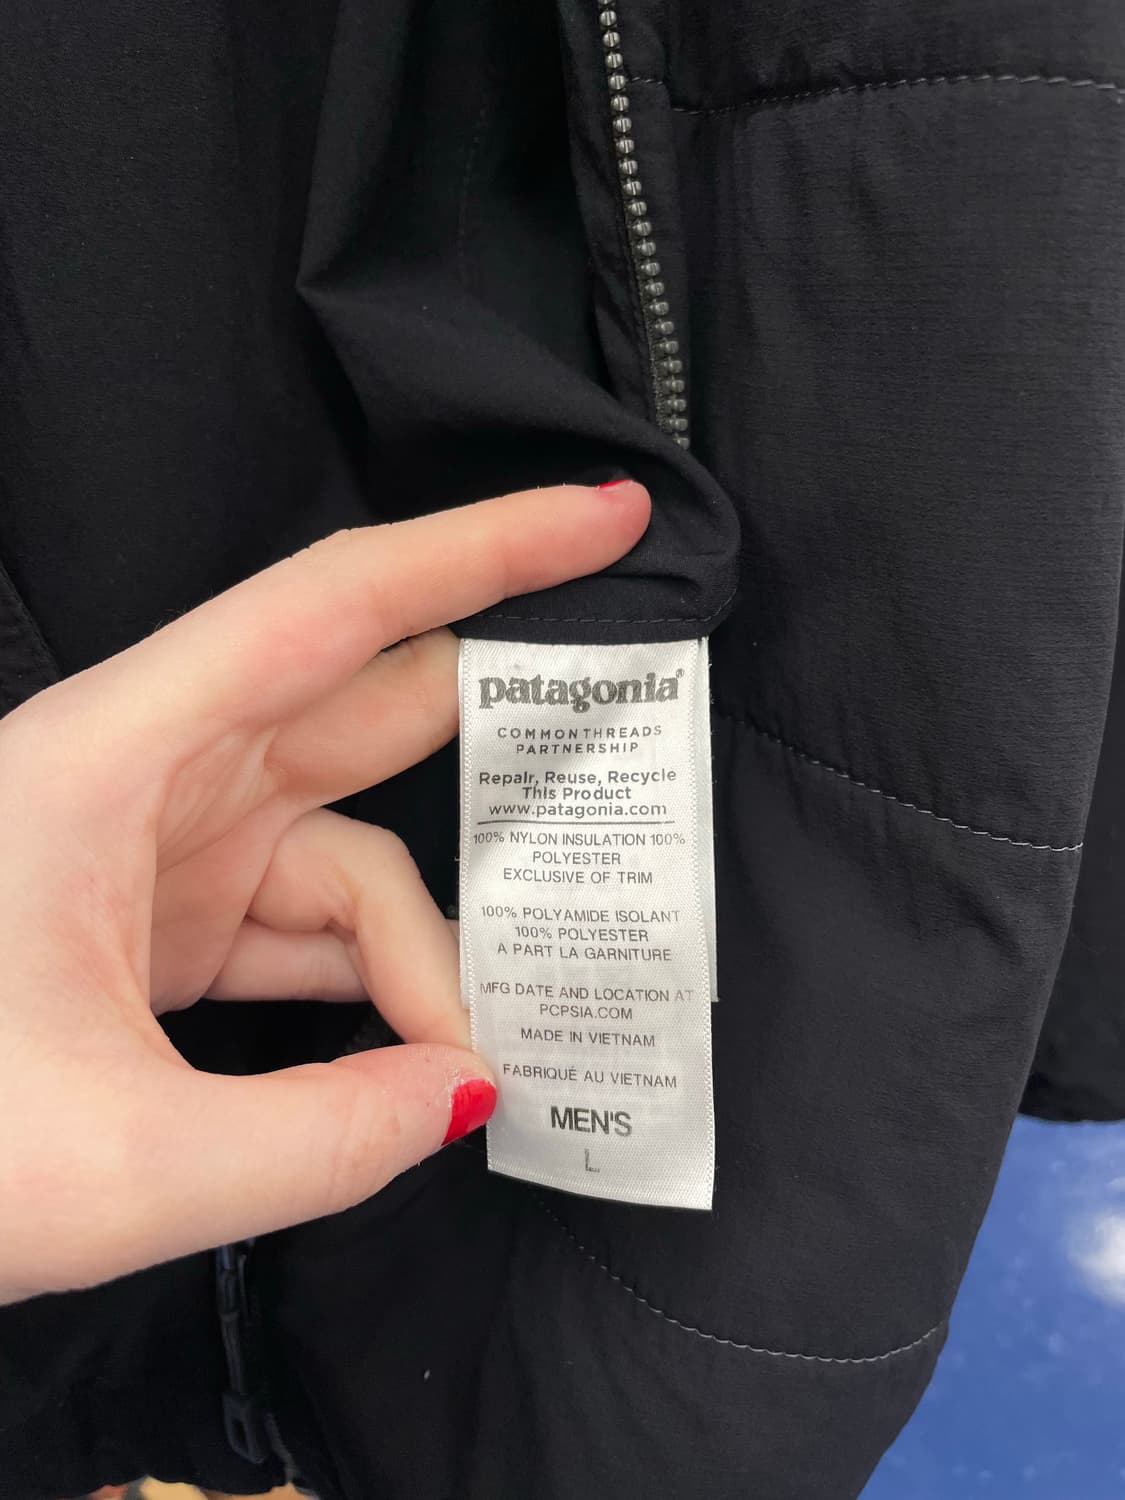 patagonia®
COMMON THREADS
PARTNERSHIP
Repair, Reuse, Recycle
This Product
www.patagonia.com
100% NYLON INSULATION 100%
POLYESTER
EXCLUSIVE OF TRIM
100% POLYAMIDE ISOLANT
100% POLYESTER
A PART LA GARNITURE
MFG DATE AND LOCATION AT
PCPSIA.COM
MADE IN VIETNAM
FABRIQUÉ AU VIETNAM
MEN'S
L